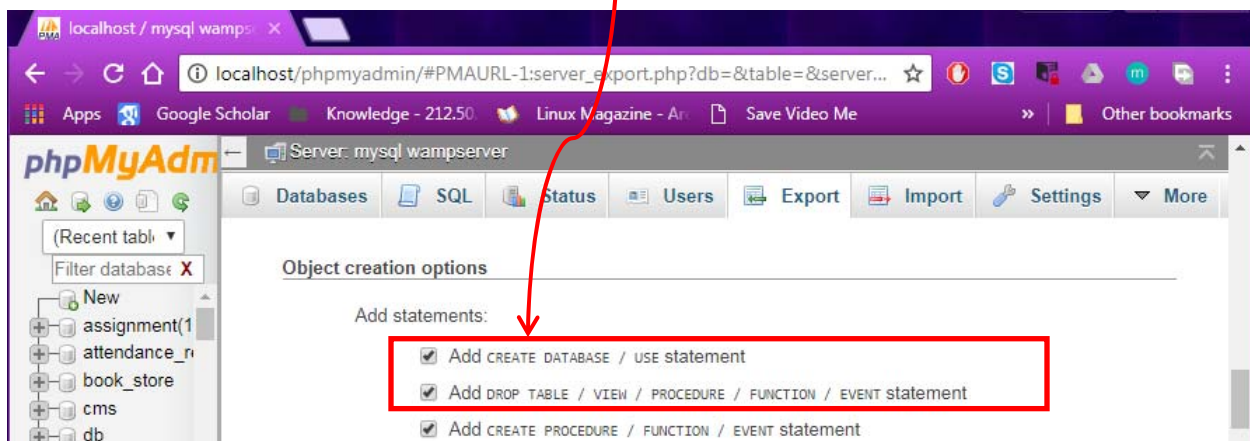 localhost / mysql wamps
localhost/phpmyadmin/#PMAURL-1:server_export.php?db=&table=&server...
Apps Google Scholar Knowledge - 212.50. Linux Magazine - Ar Save Video Me » Other bookmarks
phpMyAdm
Server: mysql wampserver
Databases SQL Status Users Export Import Settings More
(Recent tabl
Filter database X
New
assignment(1
attendance_r
book_store
cms
db
Object creation options
Add statements:
Add CREATE DATABASE / USE statement
Add DROP TABLE / VIEW / PROCEDURE / FUNCTION / EVENT statement
Add CREATE PROCEDURE / FUNCTION / EVENT statement